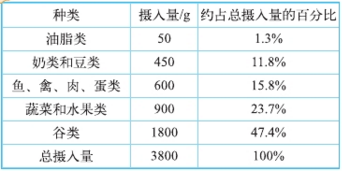 种类 摄入量/g 约占总摄入量的百分比
油脂类 50 1.3%
奶类和豆类 450 11.8%
鱼、禽、肉、蛋类 600 15.8%
蔬菜和水果类 900 23.7%
谷类 1800 47.4%
总摄入量 3800 100%